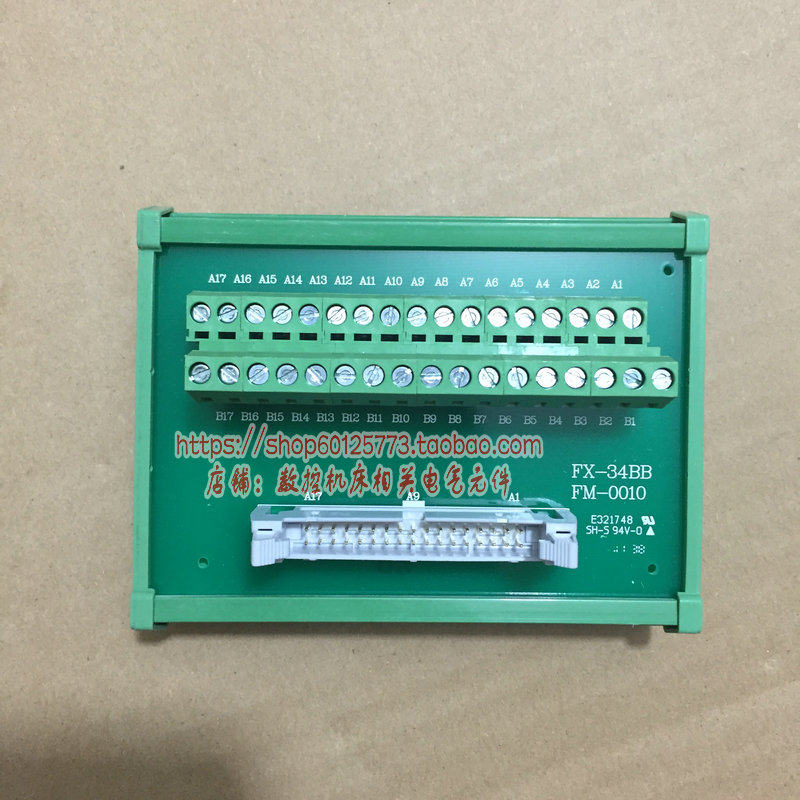 A17 A16 A15 A14 A13 A12 A11 A10 A9 A8 A7 A6 A5 A4 A3 A2 A1
B17 B16 B15 B14 B13 B12 B11 B10 B9 B8 B7 B6 B5 B4 B3 B2 B1
https://shop60125773.taobao.com
店铺：数控机床相关电气元件
FX-34BB
FM-0010
A17 A9 A1
E321748
SH-S 94V-0